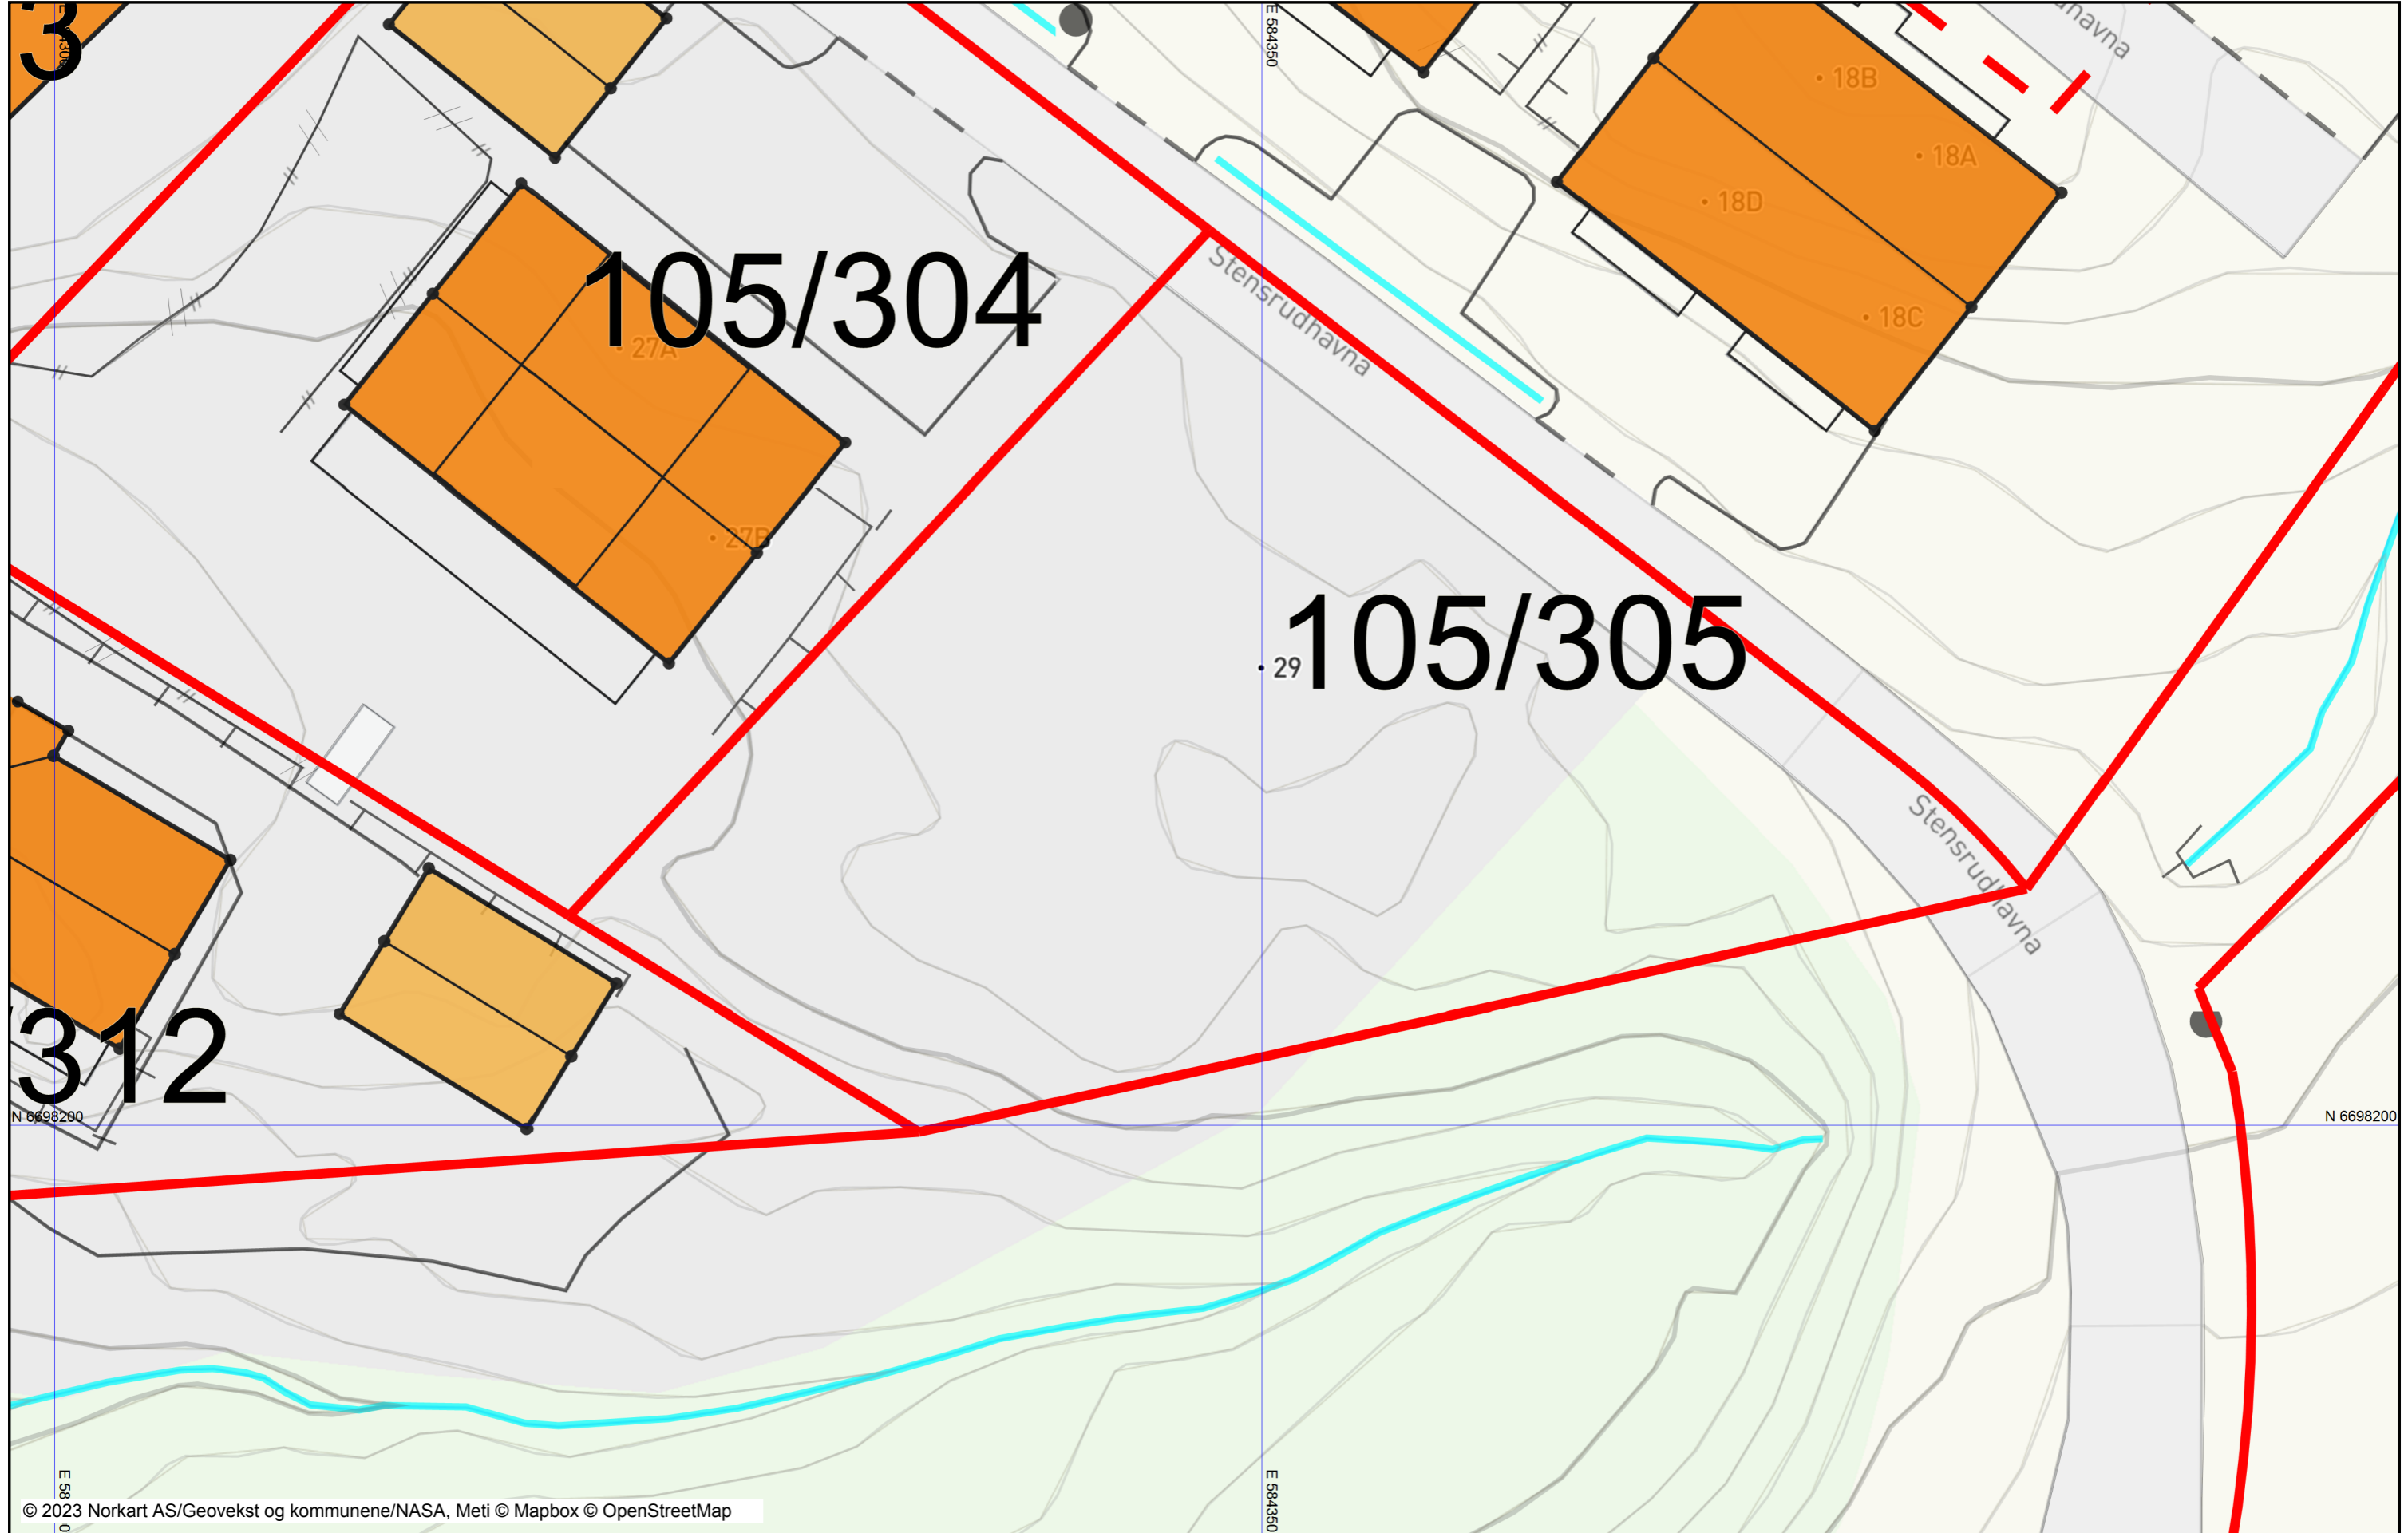 3
E 584350
18B
18A
18D
18C
105/304
27A
Stensrudhavna
27B
105/305
29
Stensrudhavna
/312
N 6698200
N 6698200
E 584350
© 2023 Norkart AS/Geovekst og kommunene/NASA, Meti © Mapbox © OpenStreetMap